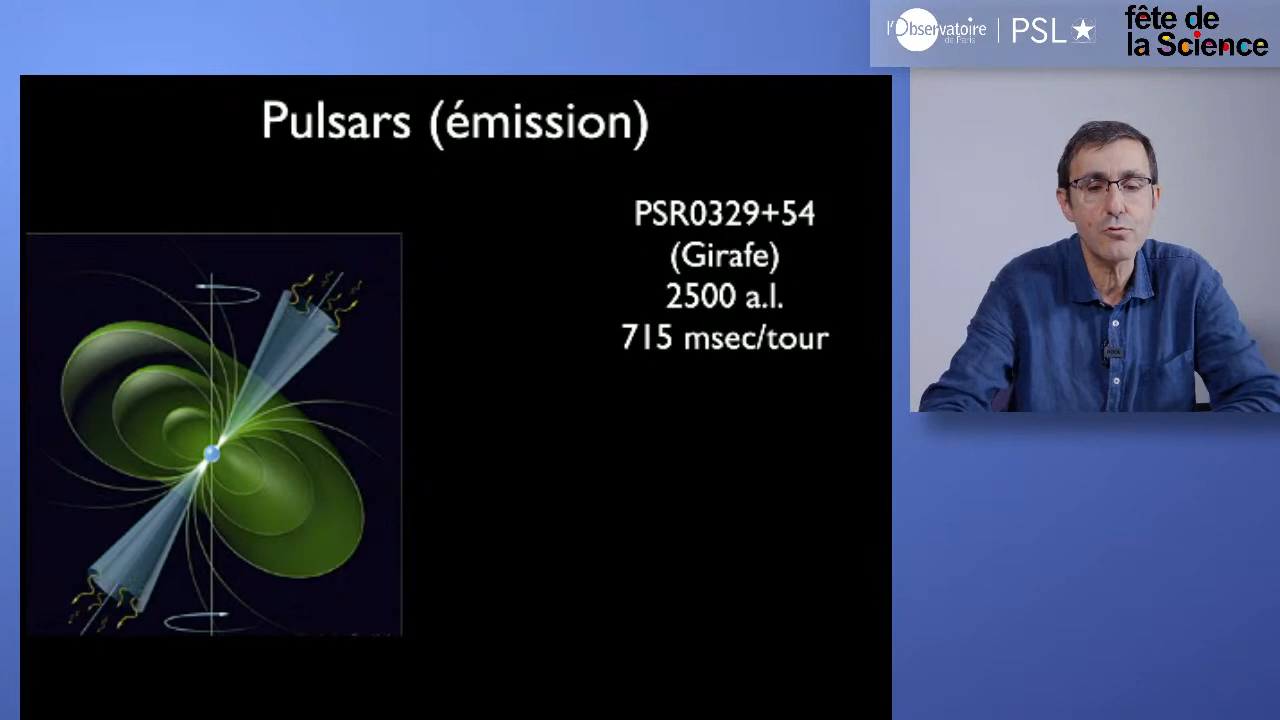 l'Observatoire
de Paris
PSL
fête de
la Science
Pulsars (émission)
PSR0329+54
(Girafe)
2500 a.l.
715 msec/tour